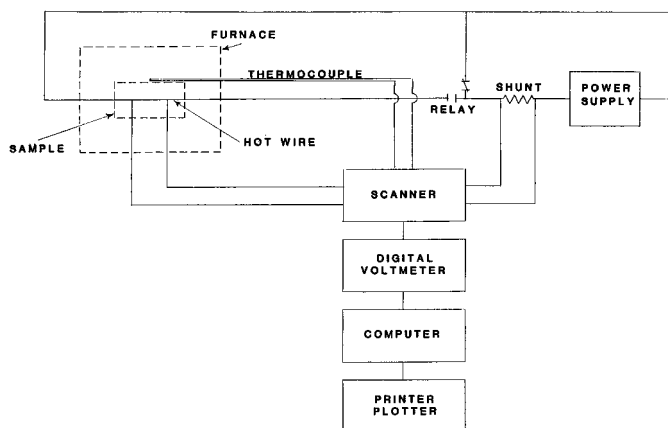 FURNACE
THERMOCOUPLE
SHUNT
POWER
SUPPLY
RELAY
SAMPLE
HOT WIRE
SCANNER
DIGITAL
VOLTMETER
COMPUTER
PRINTER
PLOTTER